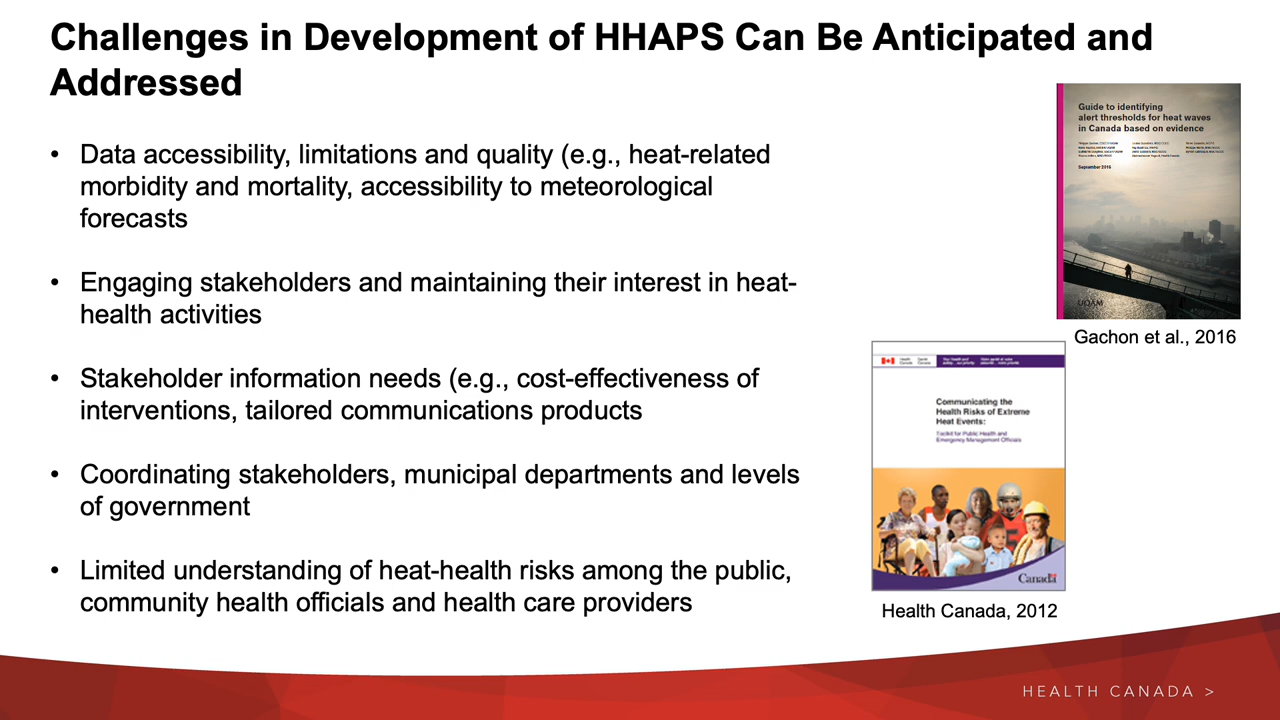 Challenges in Development of HHAPS Can Be Anticipated and
Addressed
• Data accessibility, limitations and quality (e.g., heat-related
morbidity and mortality, accessibility to meteorological
forecasts
• Engaging stakeholders and maintaining their interest in heat-
health activities
• Stakeholder information needs (e.g., cost-effectiveness of
interventions, tailored communications products
• Coordinating stakeholders, municipal departments and levels
of government
• Limited understanding of heat-health risks among the public,
community health officials and health care providers
Guide to identifying
alert thresholds for heat waves
in Canada based on evidence
September 2016
UQAM
Gachon et al., 2016
Health
Canada
Communicating the
Health Risks of Extreme
Heat Events:
Toolkit for Public Health and
Emergency Management Officials
Canada
Health Canada, 2012
HEALTH CANADA >